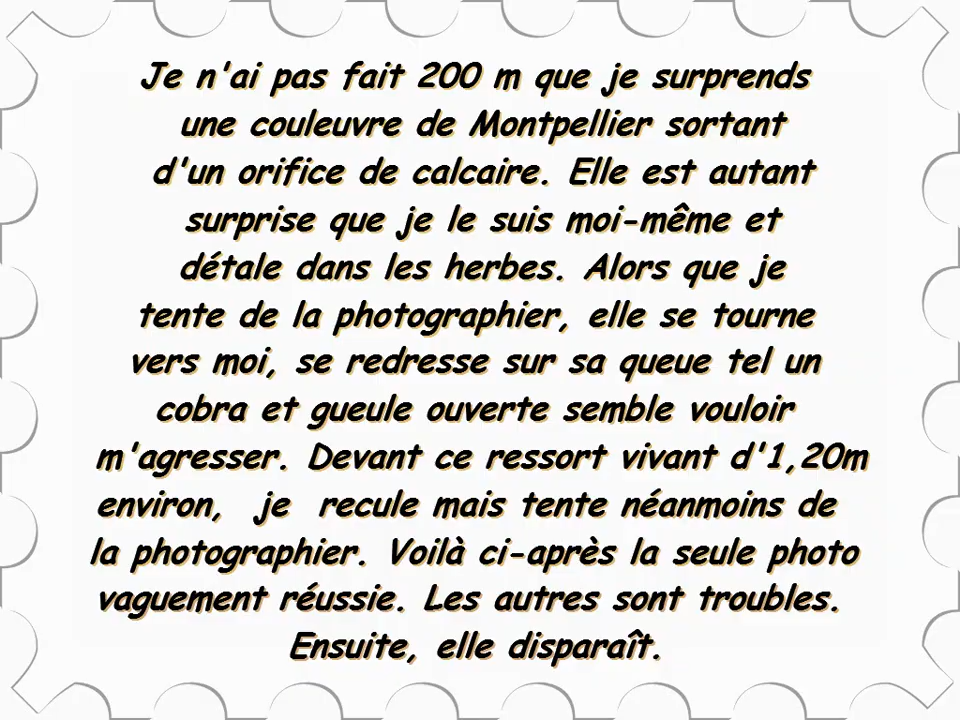 Je n'ai pas fait 200 m que je surprends
une couleuvre de Montpellier sortant
d'un orifice de calcaire. Elle est autant
surprise que je le suis moi-même et
détale dans les herbes. Alors que je
tente de la photographier, elle se tourne
vers moi, se redresse sur sa queue tel un
cobra et gueule ouverte semble vouloir
m'agresser. Devant ce ressort vivant d'1,20m
environ, je recule mais tente néanmoins de
la photographier. Voilà ci-après la seule photo
vaguement réussie. Les autres sont troubles.
Ensuite, elle disparaît.